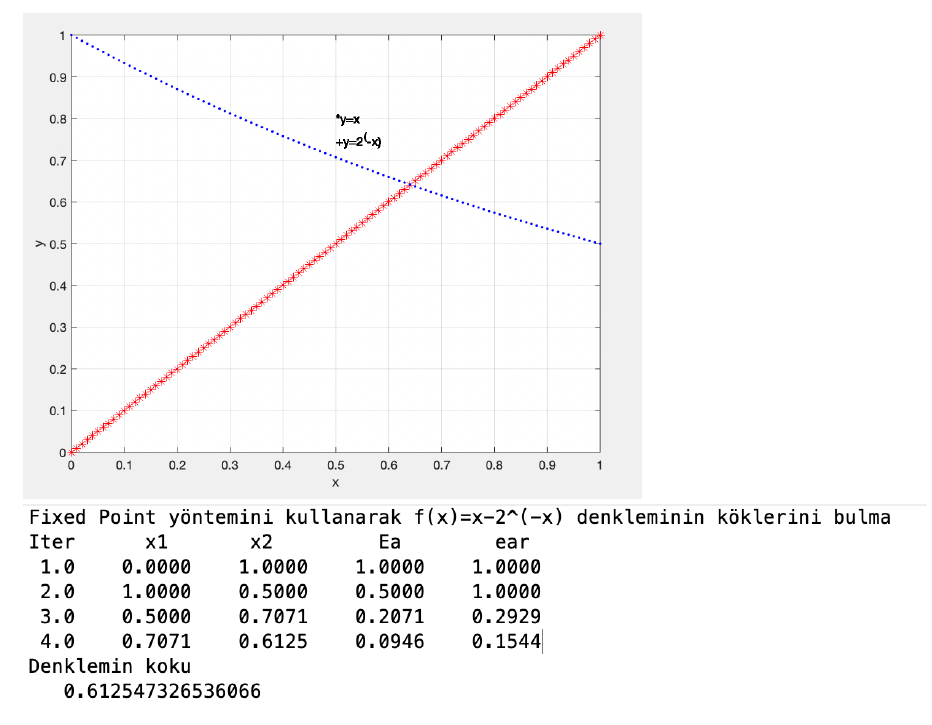 1
0.9
0.8
*y=x
+y=2(-x)
0.7
0.6
y
0.5
0.4
0.3
0.2
0.1
0
0 0.1 0.2 0.3 0.4 0.5 0.6 0.7 0.8 0.9 1
x
Fixed Point yöntemini kullanarak f(x)=x-2^(-x) denkleminin köklerini bulma
Iter x1 x2 Ea ear
1.0 0.0000 1.0000 1.0000 1.0000
2.0 1.0000 0.5000 0.5000 1.0000
3.0 0.5000 0.7071 0.2071 0.2929
4.0 0.7071 0.6125 0.0946 0.1544
Denklemin koku
0.612547326536066